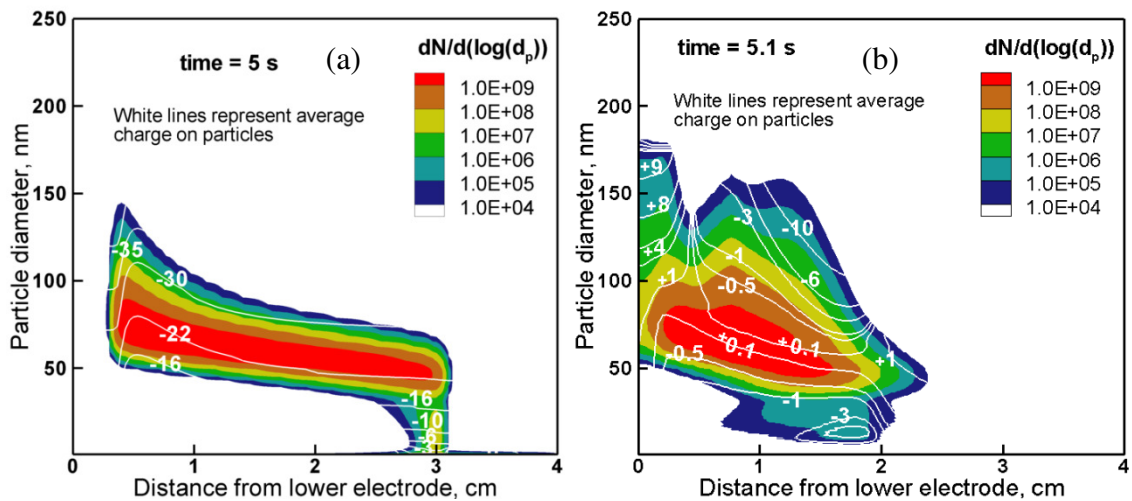 250
200
150
100
50
0
Particle diameter, nm
0 1 2 3 4
Distance from lower electrode, cm
time = 5 s
(a)
White lines represent average
charge on particles
dN/d(log(dp))
1.0E+09
1.0E+08
1.0E+07
1.0E+06
1.0E+05
1.0E+04
-35
-30
-22
-16
-16
-10
-6
250
200
150
100
50
0
Particle diameter, nm
0 1 2 3 4
Distance from lower electrode, cm
time = 5.1 s
(b)
White lines represent average
charge on particles
dN/d(log(dp))
1.0E+09
1.0E+08
1.0E+07
1.0E+06
1.0E+05
1.0E+04
+9
+8
+4
+1
-3
-10
-1
-6
-0.5
+0.1
+0.1
+1
-0.5
-1
-3